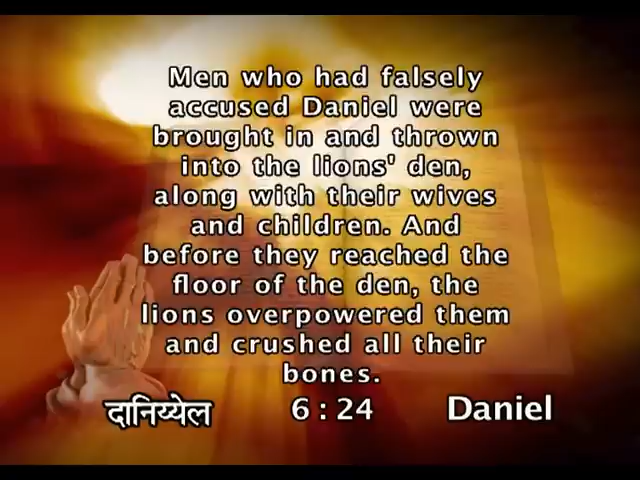 Men who had falsely
accused Daniel were
brought in and thrown
into the lions' den,
along with their wives
and children. And
before they reached the
floor of the den, the
lions overpowered them
and crushed all their
bones.
दानिय्येल 6 : 24 Daniel